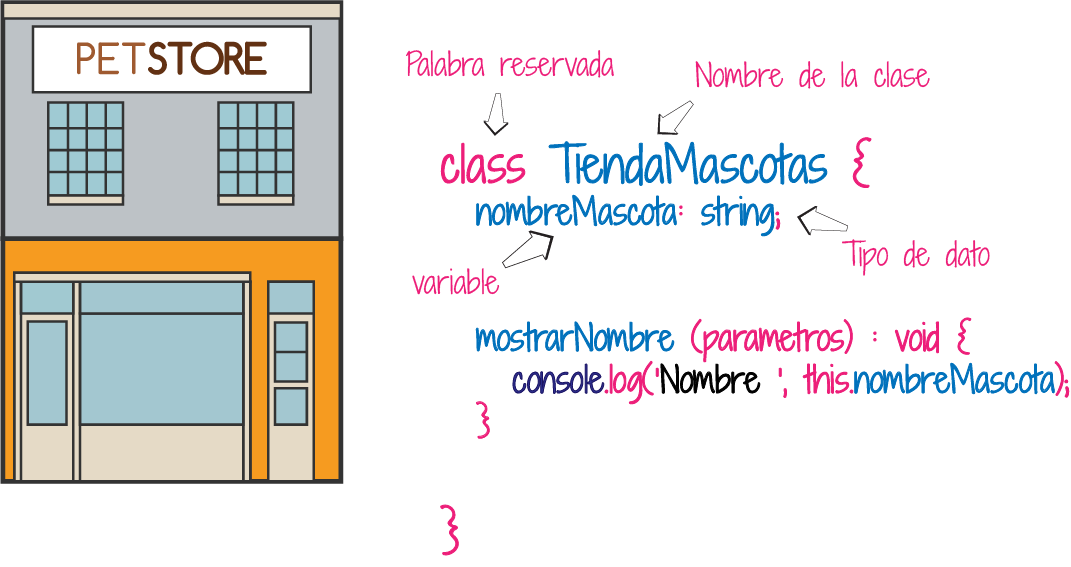 PETSTORE
Palabra reservada
Nombre de la clase
class TiendaMascotas {
nombreMascota: string;
variable
Tipo de dato
mostrarNombre (parametros) : void {
console.log('Nombre ', this.nombreMascota);
}
}